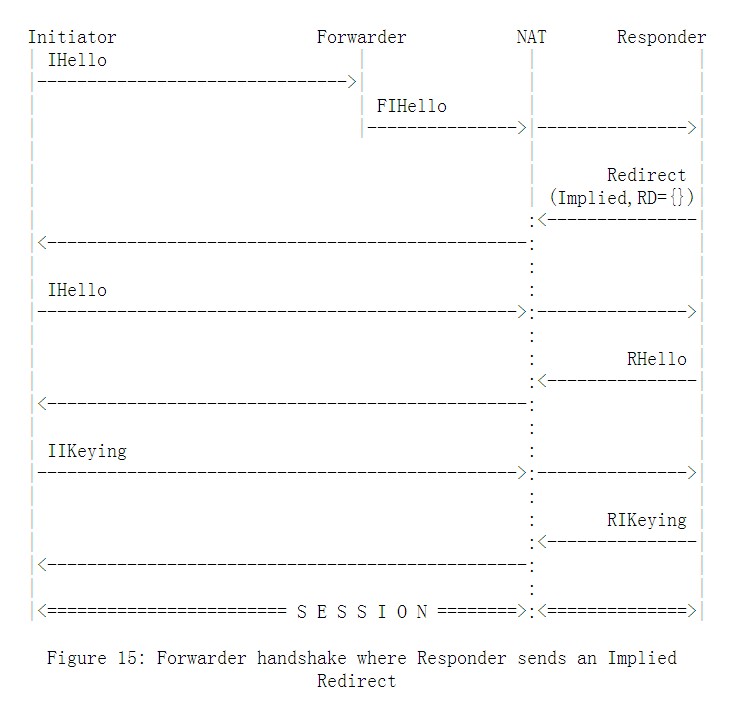 Initiator Forwarder NAT Responder
IHello
FIHello
Redirect
(Implied,RD={})
IHello
RHello
IIKeying
RIKeying
S E S S I O N
Figure 15: Forwarder handshake where Responder sends an Implied
Redirect